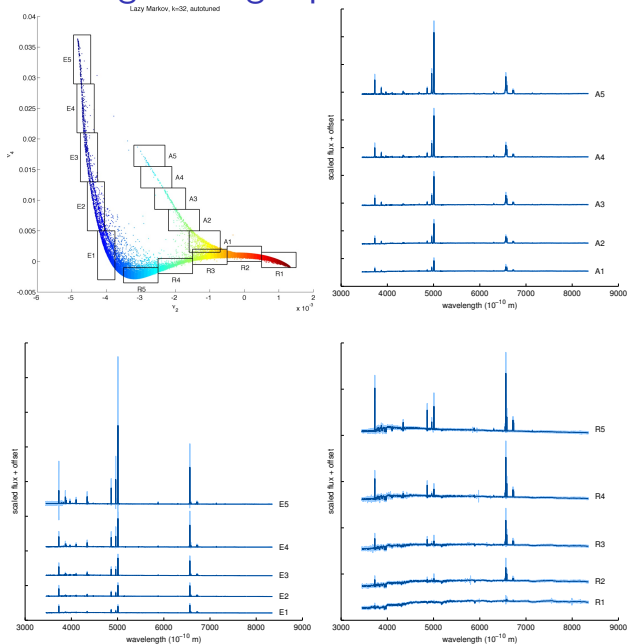 Lazy Markov, k=32, autotuned
0.04
0.035
0.03
0.025
0.02
0.015
0.01
0.005
0
-0.005
ν4
E5
E4
E3
E2
E1
A5
A4
A3
A2
A1
R5
R4
R3
R2
R1
-6
-5
-4
-3
-2
-1
0
1
2
ν2
x 10⁻³
scaled flux + offset
A5
A4
A3
A2
A1
3000
4000
5000
6000
7000
8000
9000
wavelength (10⁻¹⁰ m)
scaled flux + offset
E5
E4
E3
E2
E1
3000
4000
5000
6000
7000
8000
9000
wavelength (10⁻¹⁰ m)
scaled flux + offset
R5
R4
R3
R2
R1
3000
4000
5000
6000
7000
8000
9000
wavelength (10⁻¹⁰ m)